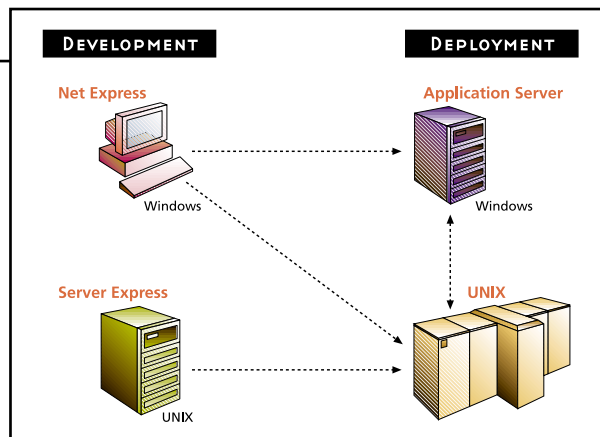 DEVELOPMENT
DEPLOYMENT
Net Express
Application Server
Windows
Windows
Server Express
UNIX
UNIX